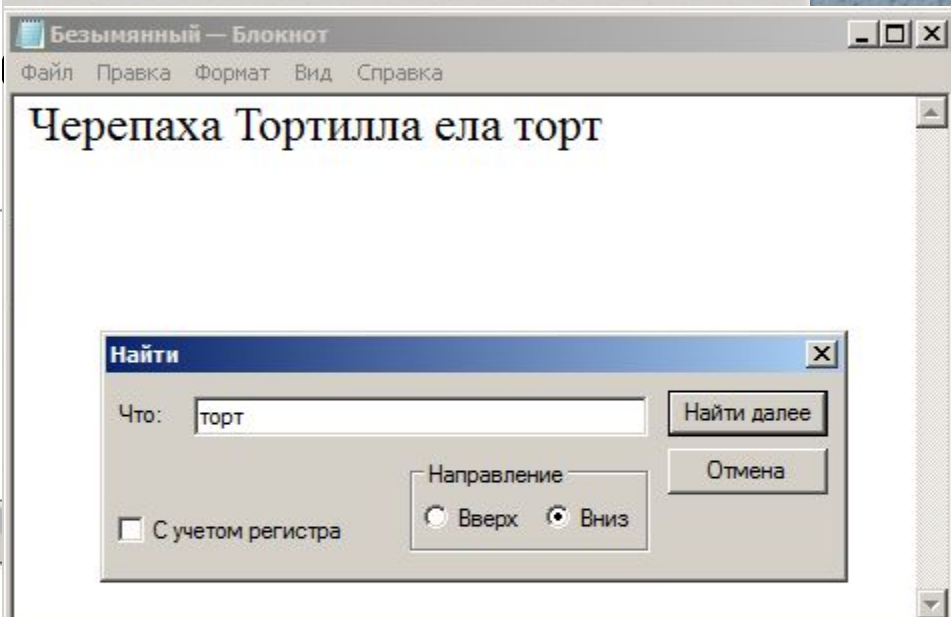 Безымянный — Блокнот
Файл Правка Формат Вид Справка
Черепаха Тортилла ела торт
Найти
Что: торт
Найти далее
Направление
Отмена
С учетом регистра
Вверх Вниз